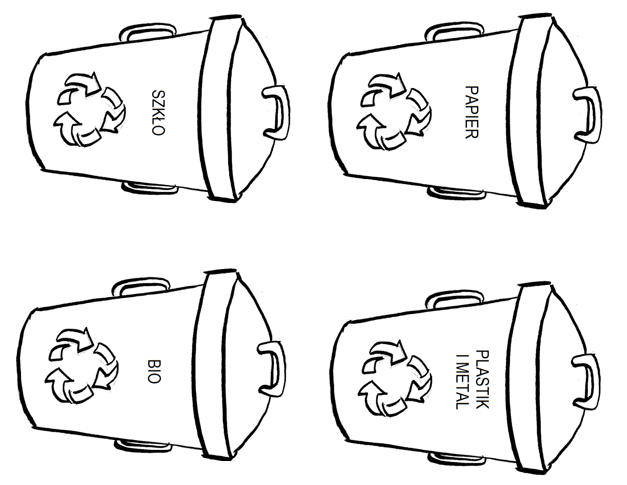 SZKŁO
PAPIER
BIO
PLASTIK
I METAL